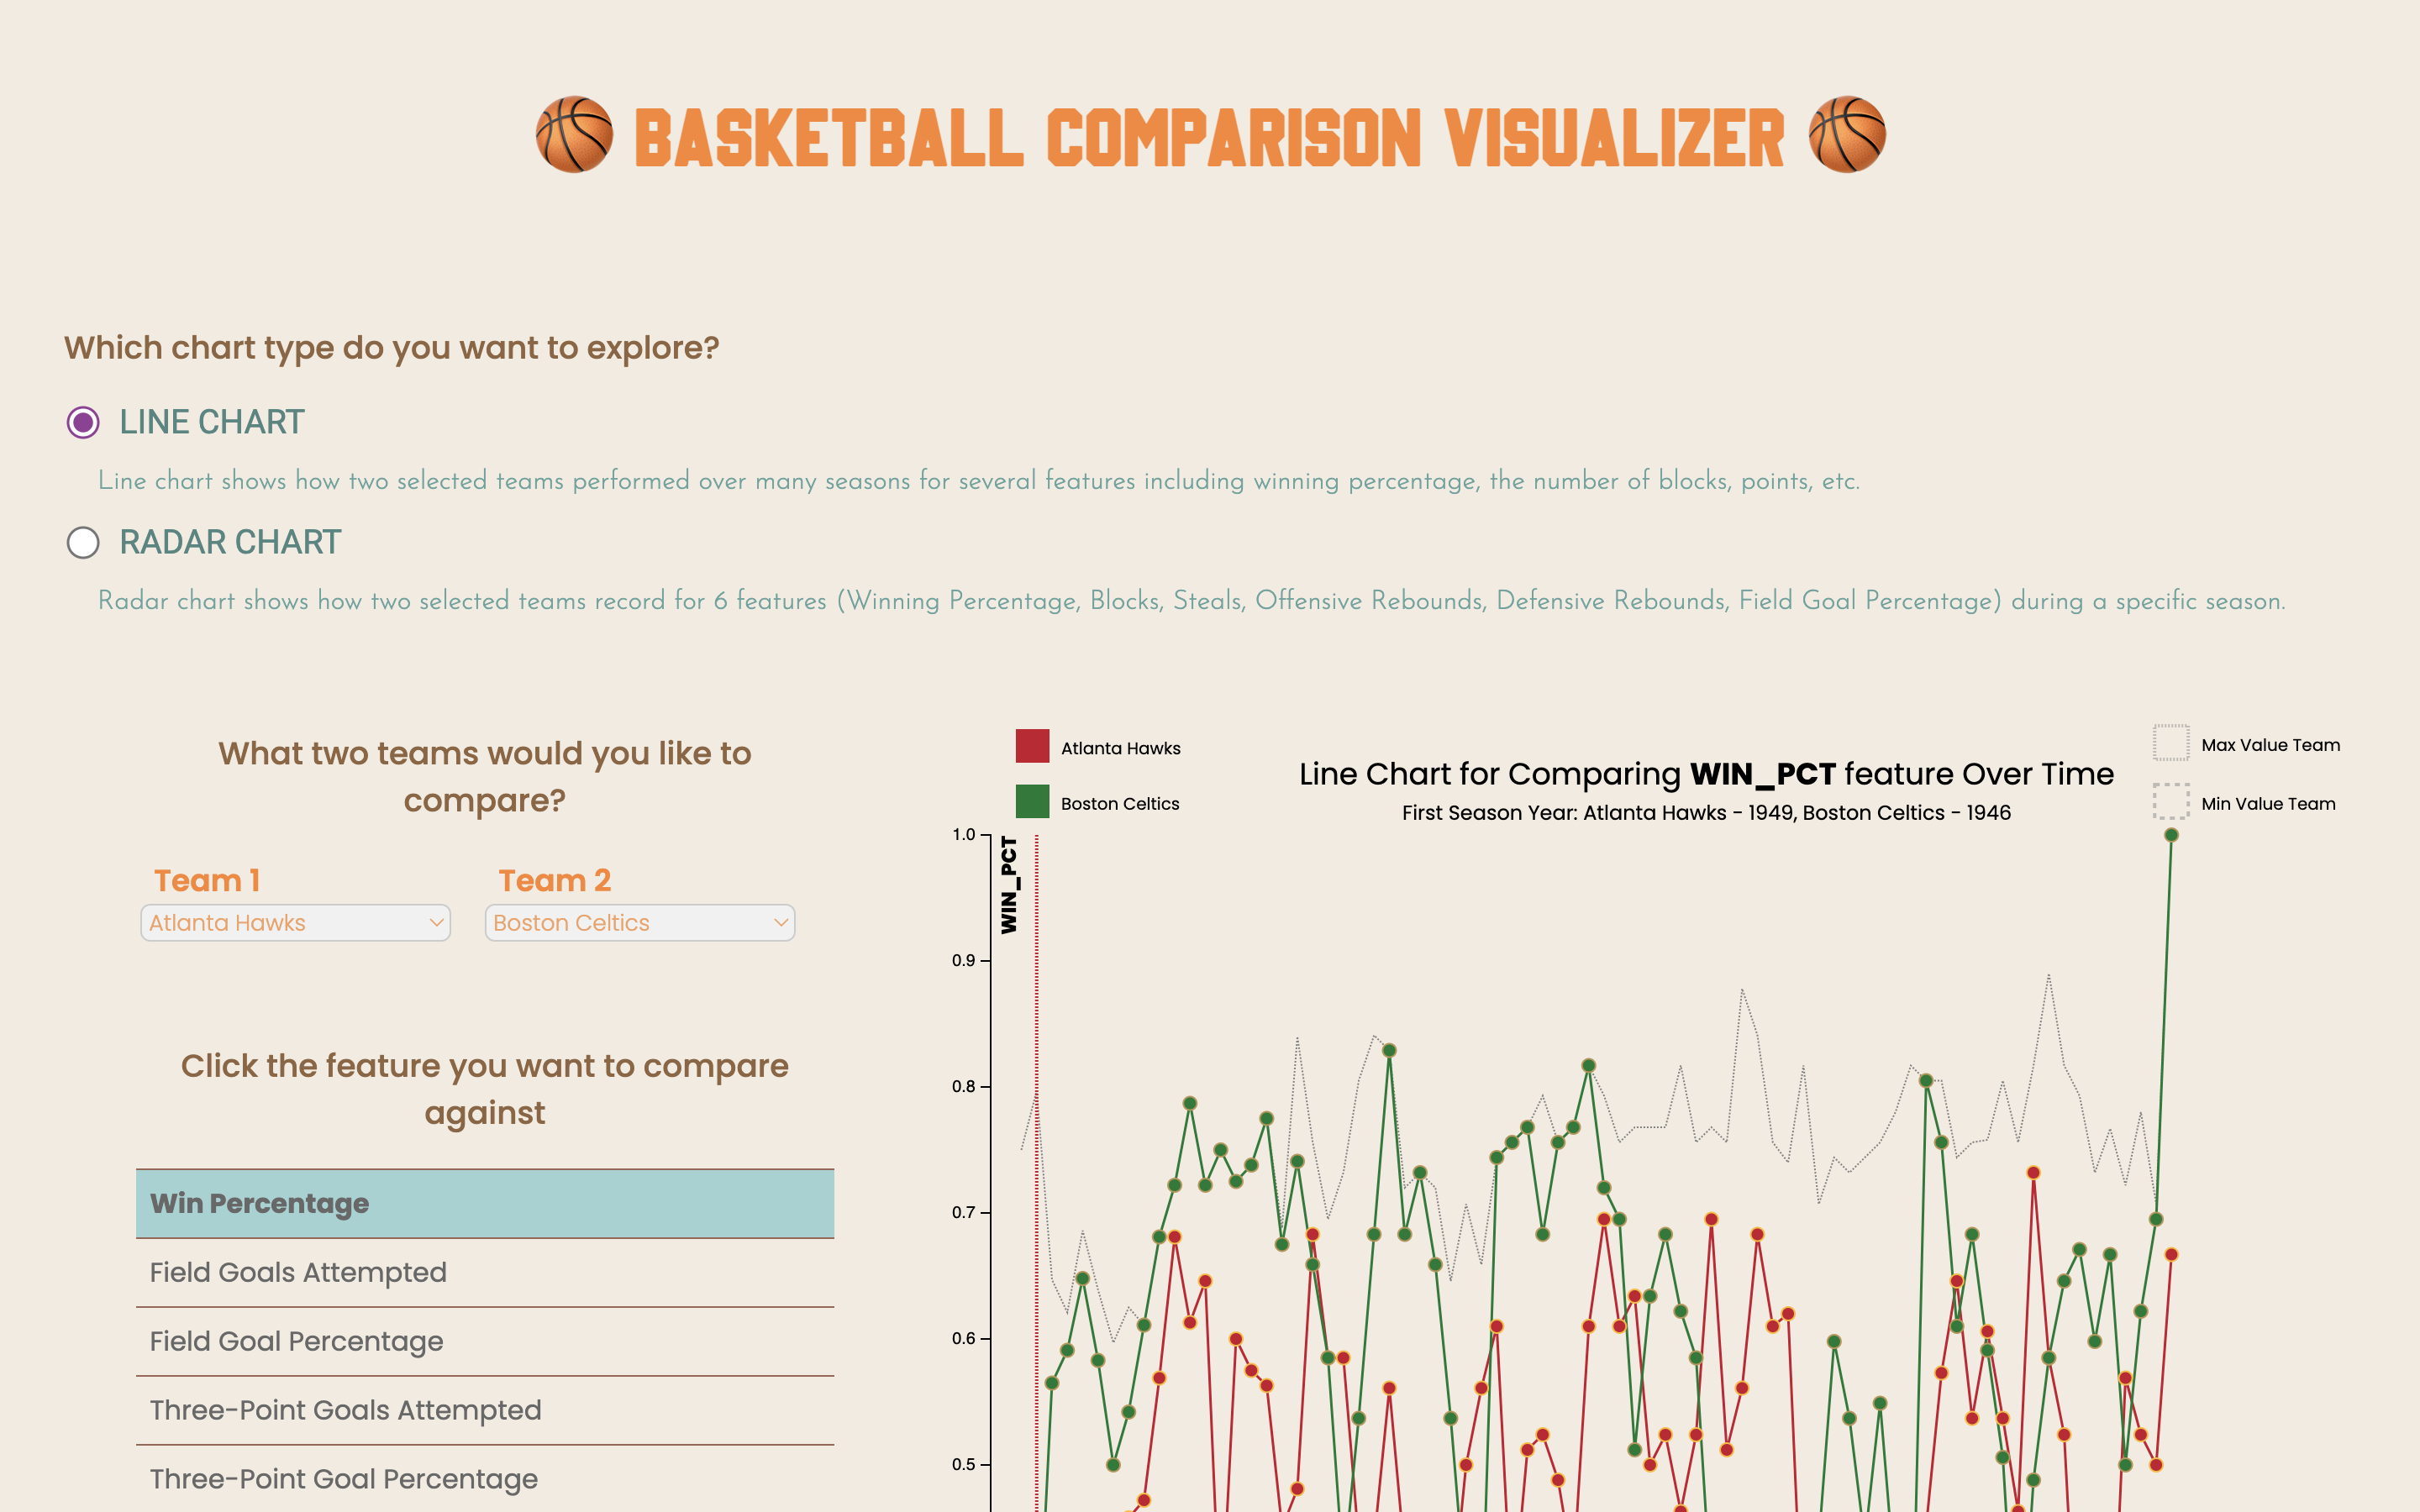 BASKETBALL COMPARISON VISUALIZER
Which chart type do you want to explore?
LINE CHART
Line chart shows how two selected teams performed over many seasons for several features including winning percentage, the number of blocks, points, etc.
RADAR CHART
Radar chart shows how two selected teams record for 6 features (Winning Percentage, Blocks, Steals, Offensive Rebounds, Defensive Rebounds, Field Goal Percentage) during a specific season.
What two teams would you like to
compare?
Team 1
Team 2
Atlanta Hawks
Boston Celtics
Click the feature you want to compare
against
Win Percentage
Field Goals Attempted
Field Goal Percentage
Three-Point Goals Attempted
Three-Point Goal Percentage
Atlanta Hawks
Boston Celtics
Line Chart for Comparing WIN_PCT feature Over Time
First Season Year: Atlanta Hawks - 1949, Boston Celtics - 1946
Max Value Team
Min Value Team
WIN_PCT
1.0
0.9
0.8
0.7
0.6
0.5